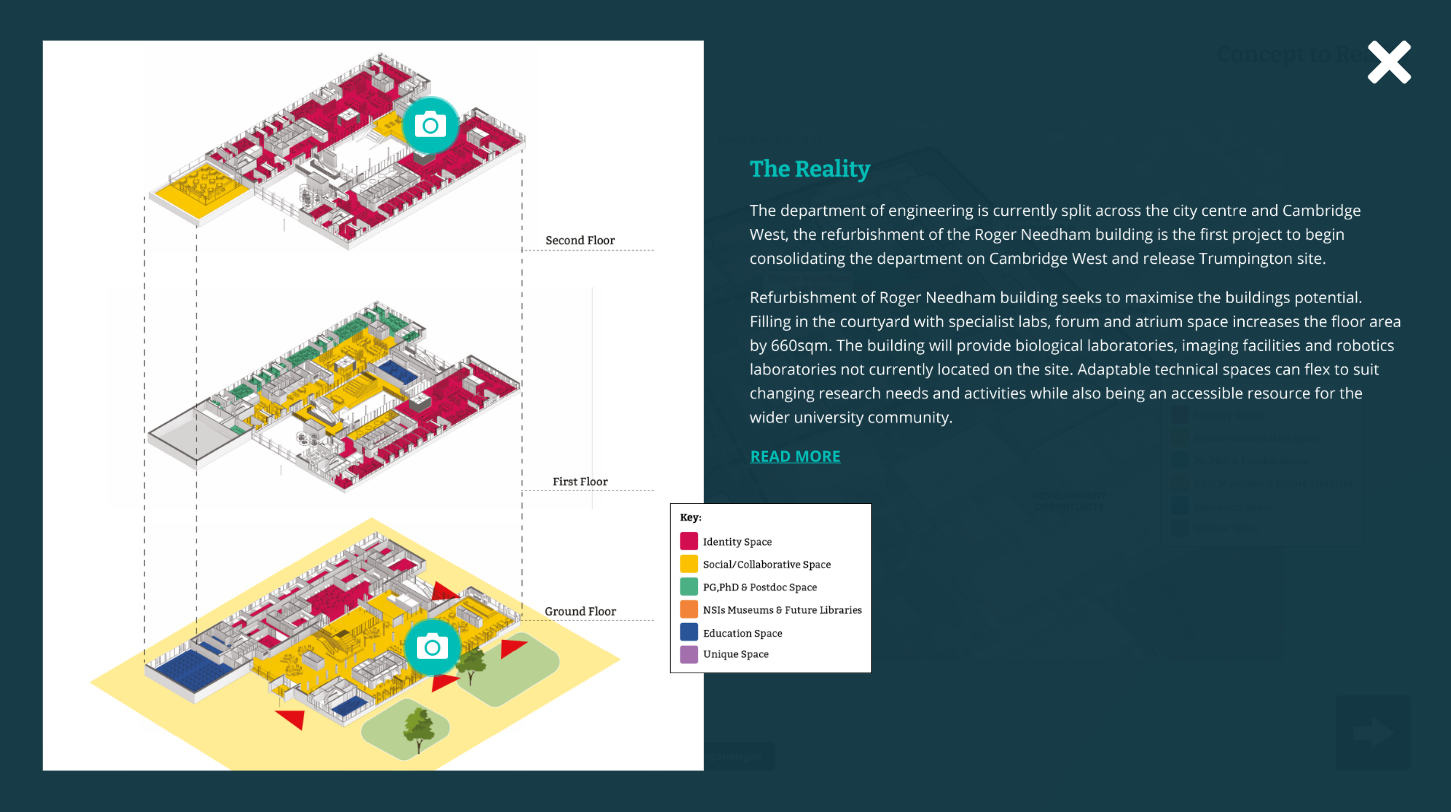 Second Floor
First Floor
Ground Floor
Key:
Identity Space
Social/Collaborative Space
PG,PhD & Postdoc Space
NSIs Museums & Future Libraries
Education Space
Unique Space
The Reality
The department of engineering is currently split across the city centre and Cambridge
West, the refurbishment of the Roger Needham building is the first project to begin
consolidating the department on Cambridge West and release Trumpington site.
Refurbishment of Roger Needham building seeks to maximise the buildings potential.
Filling in the courtyard with specialist labs, forum and atrium space increases the floor area
by 660sqm. The building will provide biological laboratories, imaging facilities and robotics
laboratories not currently located on the site. Adaptable technical spaces can flex to suit
changing research needs and activities while also being an accessible resource for the
wider university community.
READ MORE
Concept to